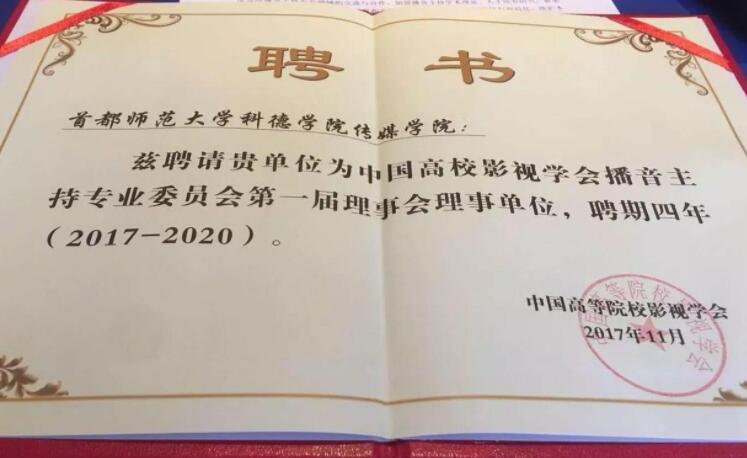 聘书
首都师范大学科德学院传媒学院：
兹聘请贵单位为中国高校影视学会播音主
持专业委员会第一届理事会理事单位，聘期四年
（2017-2020）。
中国高等院校影视学会
2017年11月